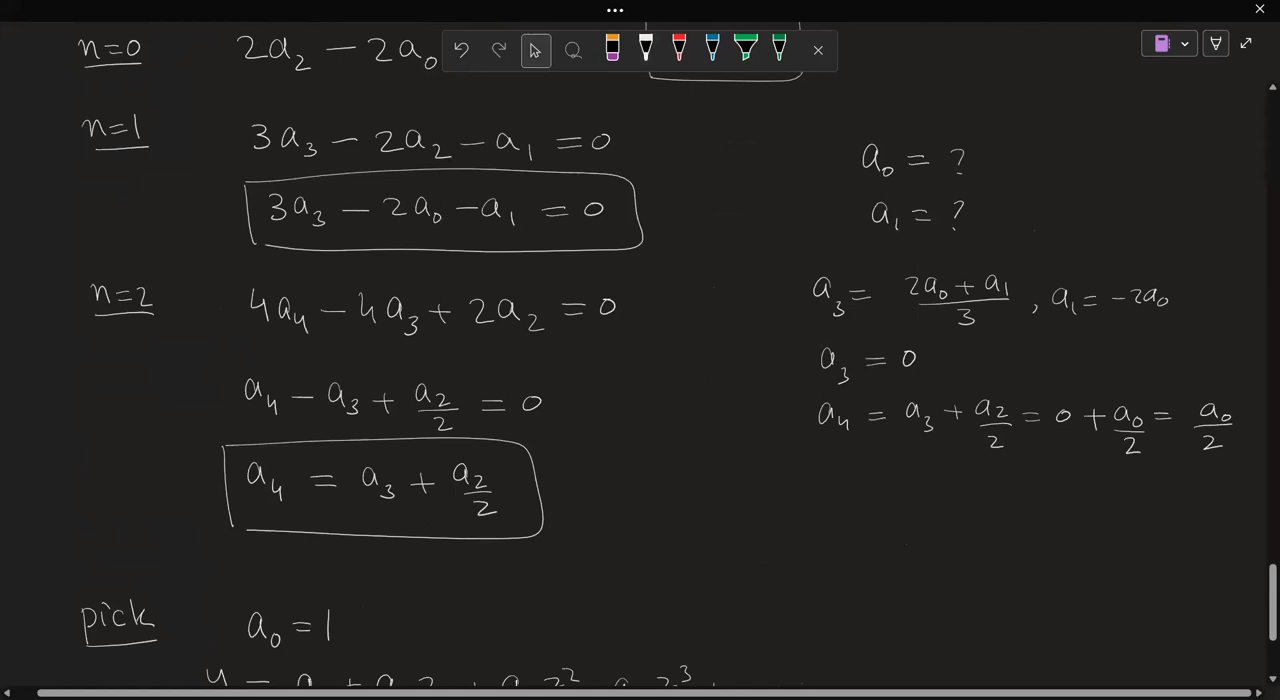 n=0 2a₂ − 2a₀
n=1 3a₃ − 2a₂ − a₁ = 0
3a₃ − 2a₀ − a₁ = 0
n=2 4a₄ − 4a₃ + 2a₂ = 0
a₄ − a₃ + a₂/2 = 0
a₄ = a₃ + a₂/2
a₀ = ?
a₁ = ?
a₃ = (2a₀ + a₁)/3 , a₁ = −2a₀
a₃ = 0
a₄ = a₃ + a₂/2 = 0 + a₀/2 = a₀/2
pick a₀ = 1